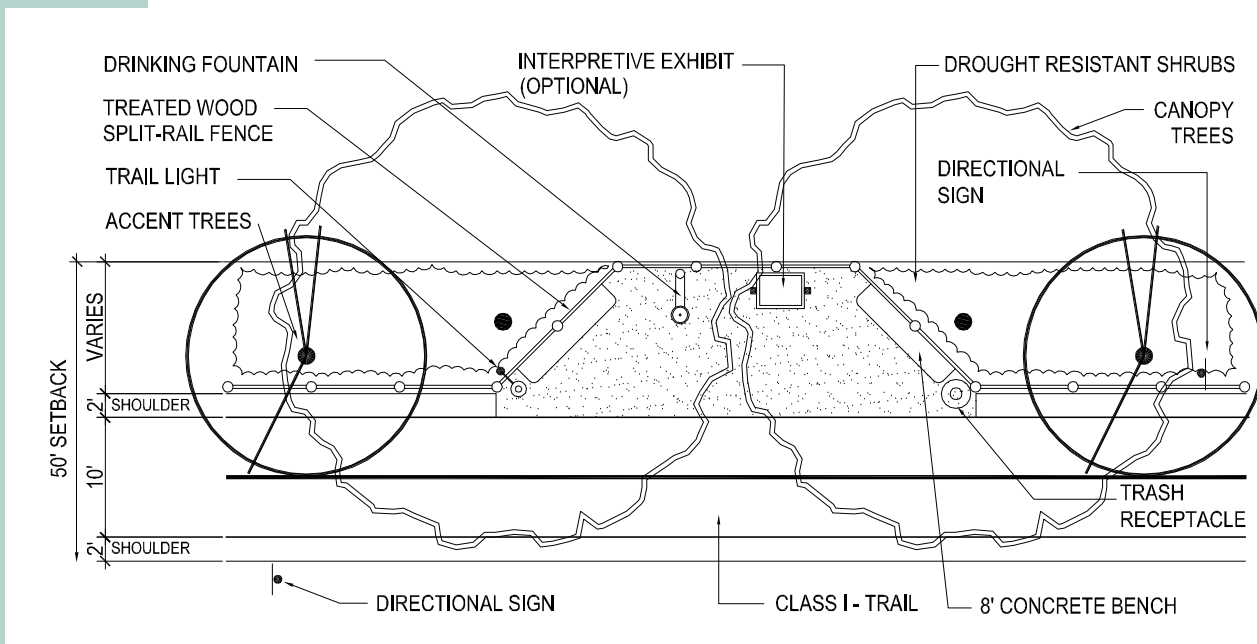 DRINKING FOUNTAIN
TREATED WOOD
SPLIT-RAIL FENCE
TRAIL LIGHT
ACCENT TREES
INTERPRETIVE EXHIBIT
(OPTIONAL)
DROUGHT RESISTANT SHRUBS
CANOPY
TREES
DIRECTIONAL
SIGN
50' SETBACK
VARIES
2'
SHOULDER
10'
2'
SHOULDER
TRASH
RECEPTACLE
DIRECTIONAL SIGN
CLASS I - TRAIL
8' CONCRETE BENCH